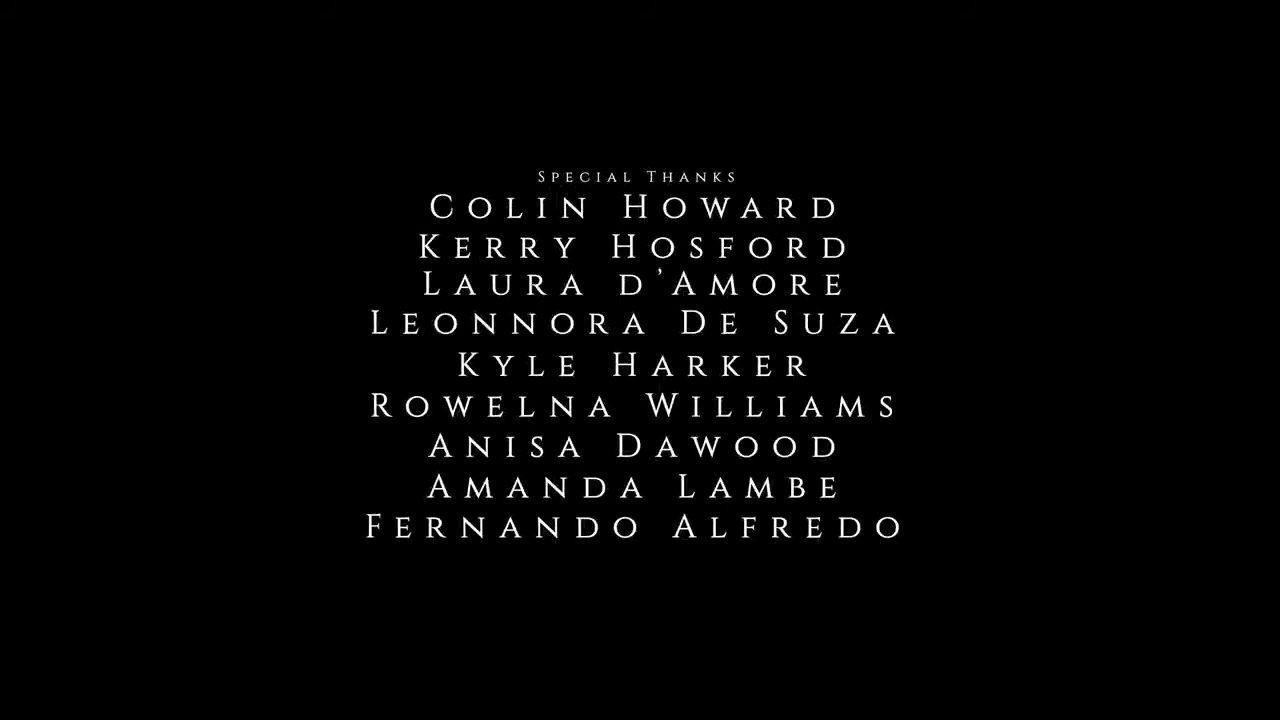 Special Thanks
Colin Howard
Kerry Hosford
Laura d’Amore
Leonnora De Suza
Kyle Harker
Rowelna Williams
Anisa Dawood
Amanda Lambe
Fernando Alfredo